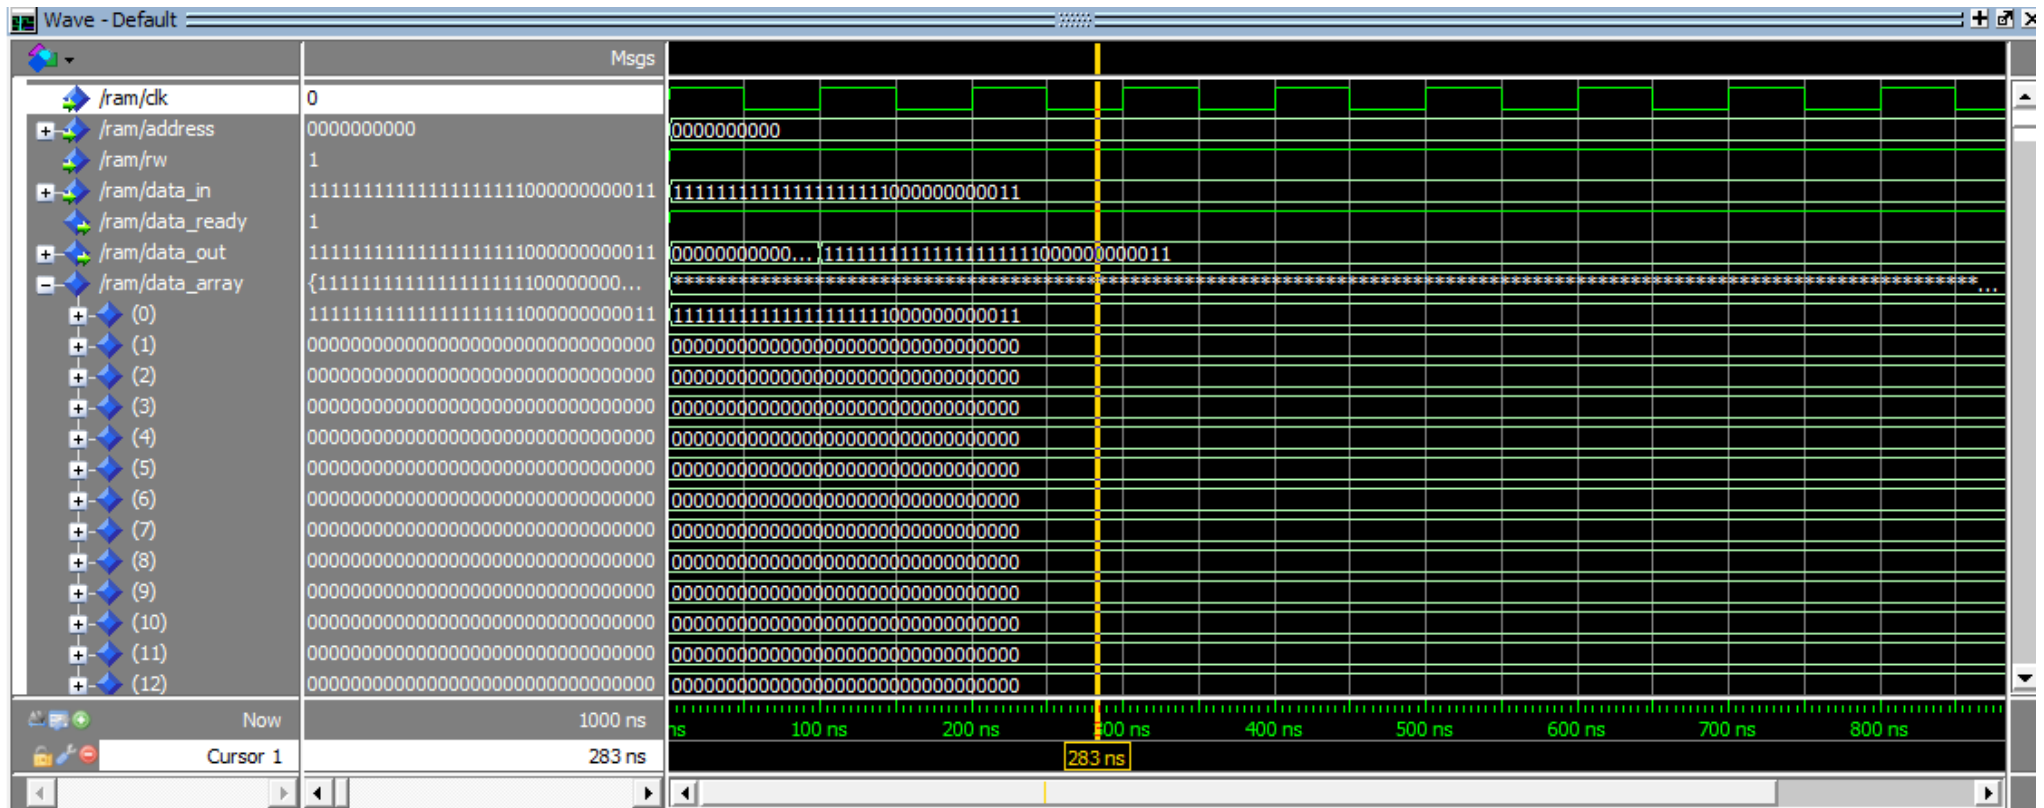 Wave - Default
Msgs
/ram/clk 0
/ram/address 0000000000 0000000000
/ram/rw 1
/ram/data_in 11111111111111111111000000000011 11111111111111111111000000000011
/ram/data_ready 1
/ram/data_out 11111111111111111111000000000011 00000000000... 11111111111111111111000000000011
/ram/data_array {1111111111111111111100000000...
(0) 11111111111111111111000000000011 11111111111111111111000000000011
(1) 00000000000000000000000000000000 00000000000000000000000000000000
(2) 00000000000000000000000000000000 00000000000000000000000000000000
(3) 00000000000000000000000000000000 00000000000000000000000000000000
(4) 00000000000000000000000000000000 00000000000000000000000000000000
(5) 00000000000000000000000000000000 00000000000000000000000000000000
(6) 00000000000000000000000000000000 00000000000000000000000000000000
(7) 00000000000000000000000000000000 00000000000000000000000000000000
(8) 00000000000000000000000000000000 00000000000000000000000000000000
(9) 00000000000000000000000000000000 00000000000000000000000000000000
(10) 00000000000000000000000000000000 00000000000000000000000000000000
(11) 00000000000000000000000000000000 00000000000000000000000000000000
(12) 00000000000000000000000000000000 00000000000000000000000000000000
Now 1000 ns ns 100 ns 200 ns 300 ns 400 ns 500 ns 600 ns 700 ns 800 ns
Cursor 1 283 ns 283 ns